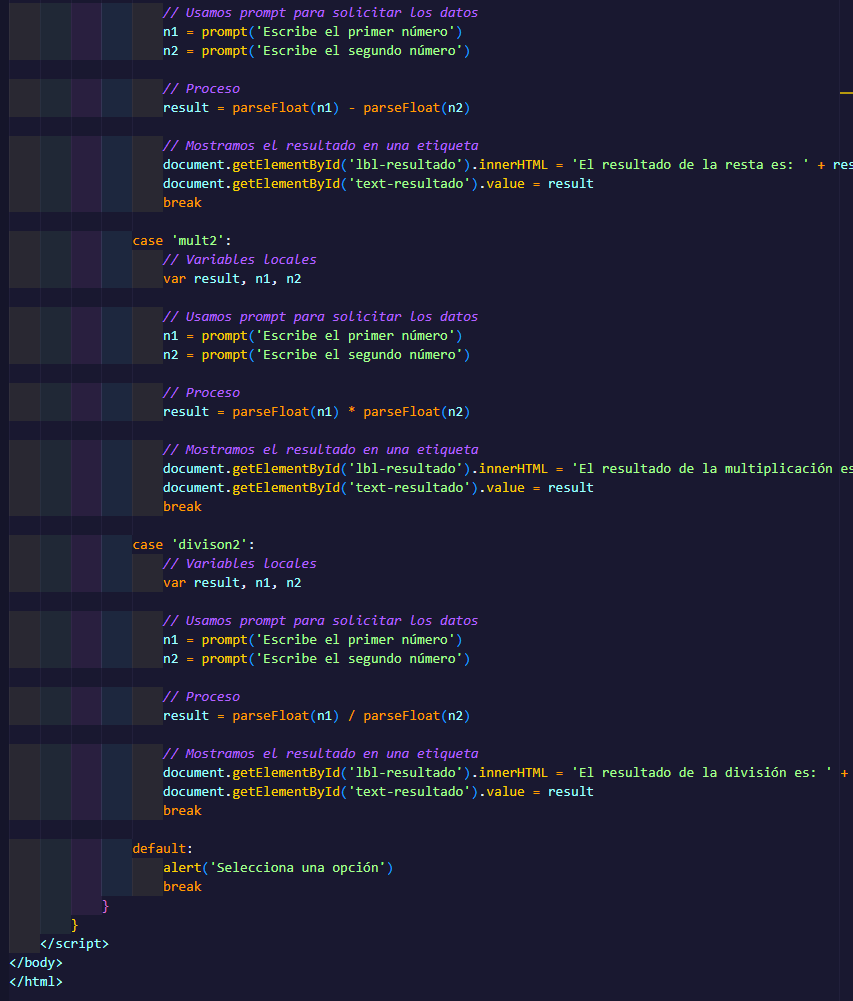 // Usamos prompt para solicitar los datos
n1 = prompt('Escribe el primer número')
n2 = prompt('Escribe el segundo número')
// Proceso
result = parseFloat(n1) - parseFloat(n2)
// Mostramos el resultado en una etiqueta
document.getElementById('lbl-resultado').innerHTML = 'El resultado de la resta es: ' + res
document.getElementById('text-resultado').value = result
break
case 'mult2':
// Variables locales
var result, n1, n2
// Usamos prompt para solicitar los datos
n1 = prompt('Escribe el primer número')
n2 = prompt('Escribe el segundo número')
// Proceso
result = parseFloat(n1) * parseFloat(n2)
// Mostramos el resultado en una etiqueta
document.getElementById('lbl-resultado').innerHTML = 'El resultado de la multiplicación es
document.getElementById('text-resultado').value = result
break
case 'divison2':
// Variables locales
var result, n1, n2
// Usamos prompt para solicitar los datos
n1 = prompt('Escribe el primer número')
n2 = prompt('Escribe el segundo número')
// Proceso
result = parseFloat(n1) / parseFloat(n2)
// Mostramos el resultado en una etiqueta
document.getElementById('lbl-resultado').innerHTML = 'El resultado de la división es: ' +
document.getElementById('text-resultado').value = result
break
default:
alert('Selecciona una opción')
break
}
}
</script>
</body>
</html>